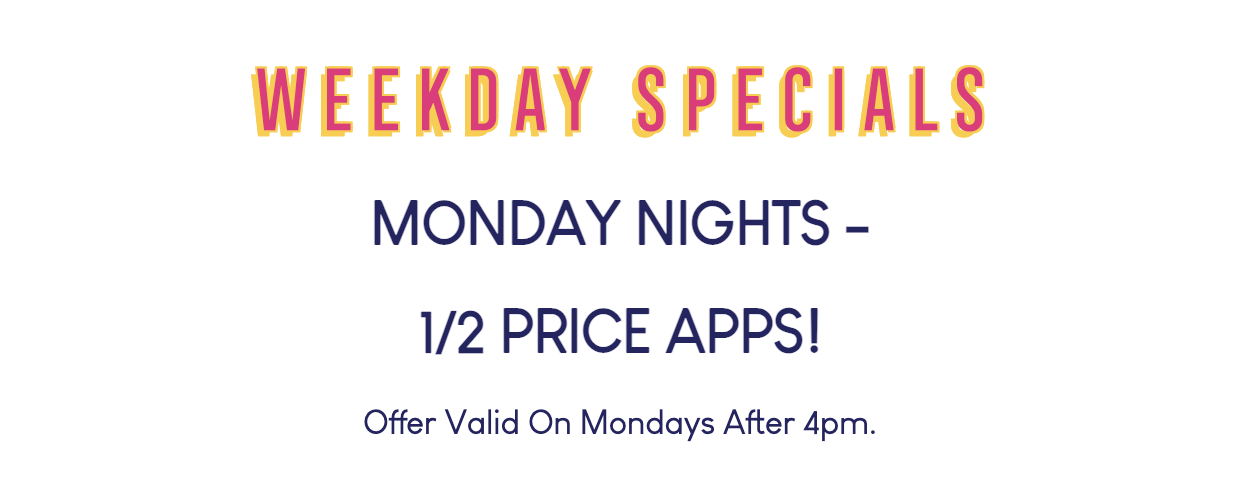 WEEKDAY SPECIALS
MONDAY NIGHTS -
1/2 PRICE APPS!
Offer Valid On Mondays After 4pm.